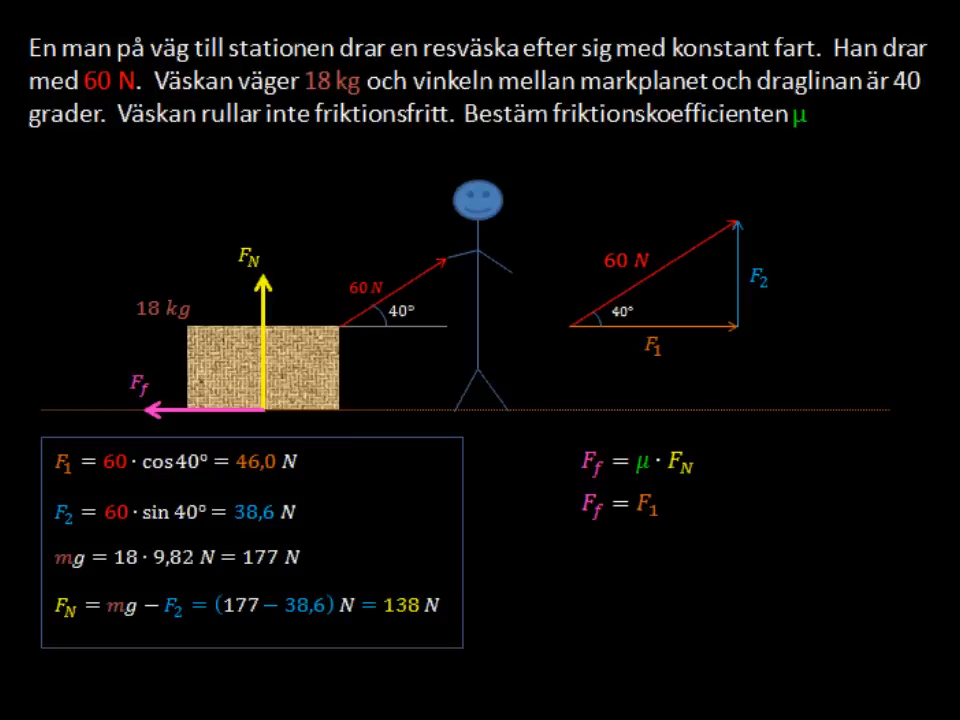 En man på väg till stationen drar en resväska efter sig med konstant fart. Han drar
med 60 N. Väskan väger 18 kg och vinkeln mellan markplanet och draglinan är 40
grader. Väskan rullar inte friktionsfritt. Bestäm friktionskoefficienten μ
F_N
60 N
40°
18 kg
F_f
60 N
40°
F_2
F_1
F_1 = 60 · cos 40° = 46,0 N
F_2 = 60 · sin 40° = 38,6 N
mg = 18 · 9,82 N = 177 N
F_N = mg − F_2 = (177 − 38,6) N = 138 N
F_f = μ · F_N
F_f = F_1